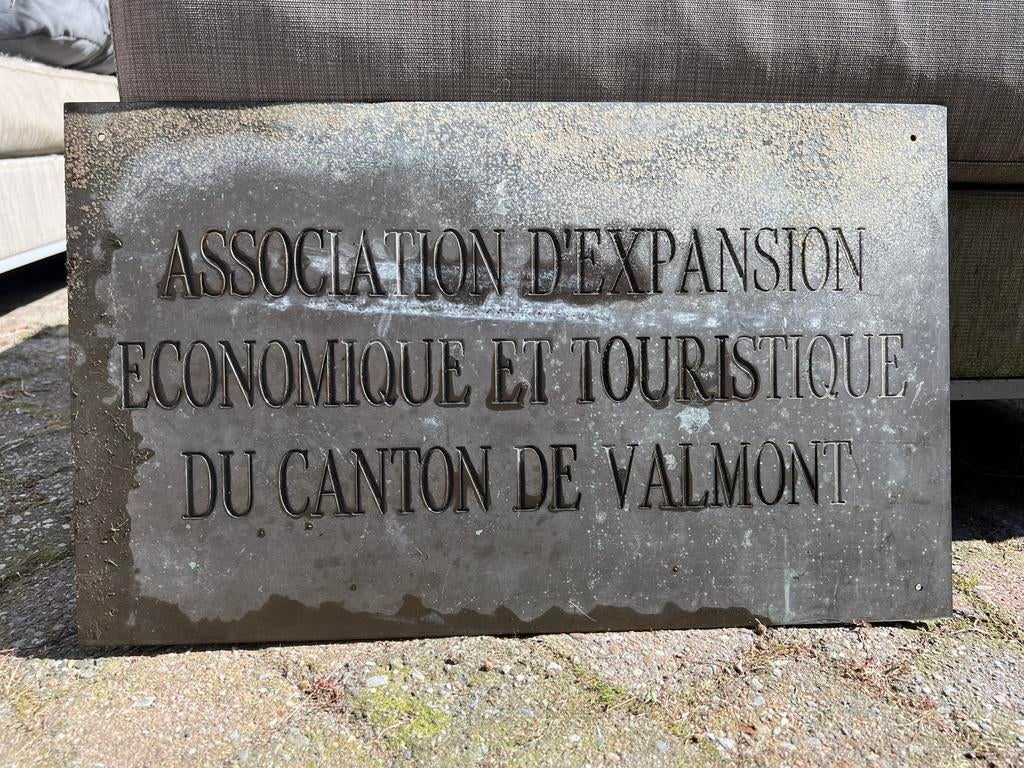 ASSOCIATION D'EXPANSION
ECONOMIQUE ET TOURISTIQUE
DU CANTON DE VALMONT